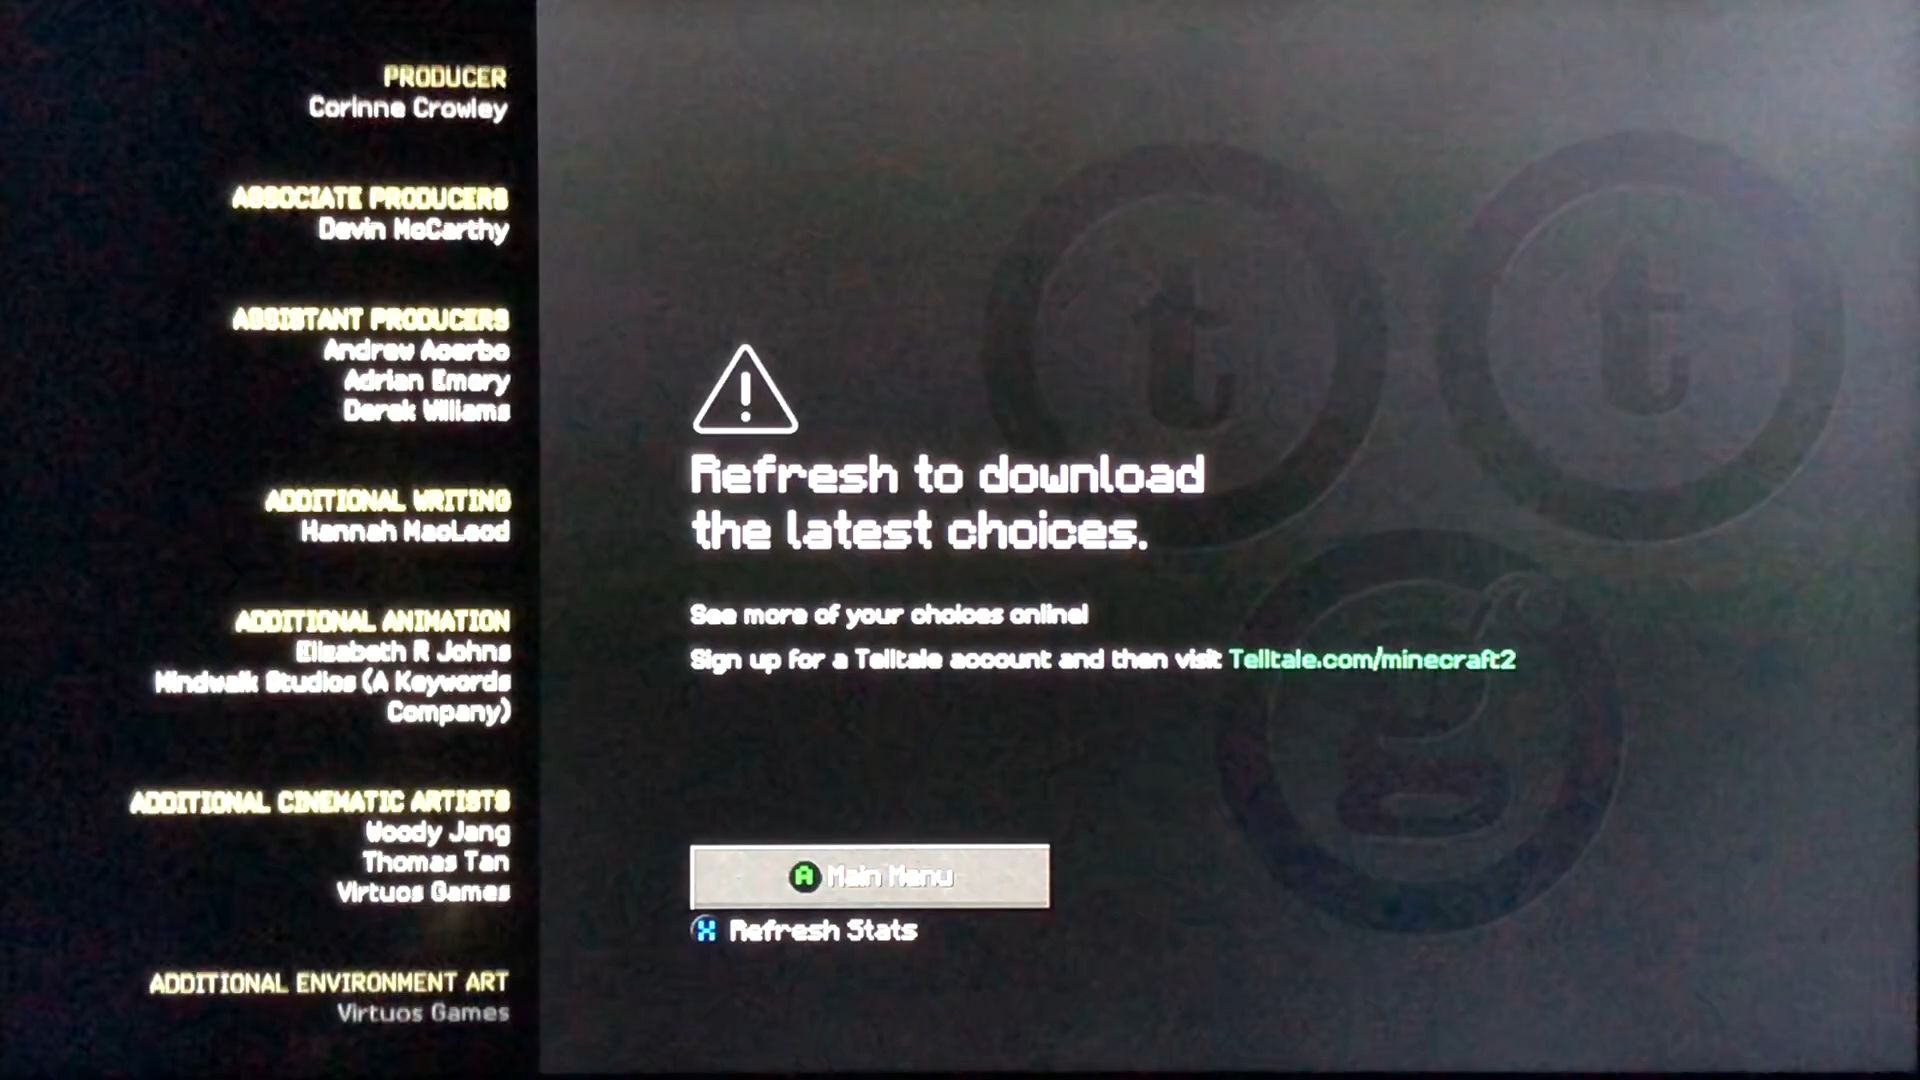 PRODUCER
Corinne Crowley
ASSOCIATE PRODUCERS
Devin McCarthy
ASSISTANT PRODUCERS
Andrew Acerbo
Adrian Emery
Derek Williams
ADDITIONAL WRITING
Hannah MacLeod
ADDITIONAL ANIMATION
Elizabeth R Johns
Mindwalk Studios (A Keywords
Company)
ADDITIONAL CINEMATIC ARTISTS
Woody Jang
Thomas Tan
Virtuos Games
ADDITIONAL ENVIRONMENT ART
Virtuos Games
t
t
g
!
Refresh to download
the latest choices.
See more of your choices online!
Sign up for a Telltale account and then visit Telltale.com/minecraft2
A Main Menu
X Refresh Stats